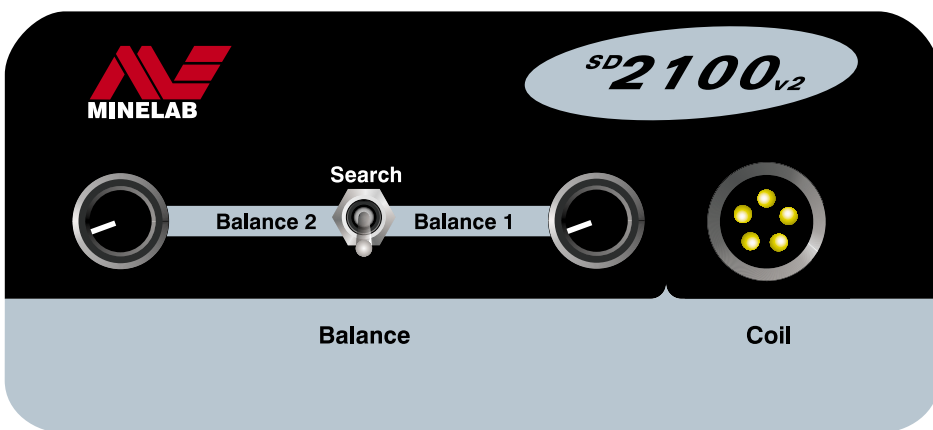 MINELAB
SD2100v2
Search
Balance 2
Balance 1
Balance
Coil